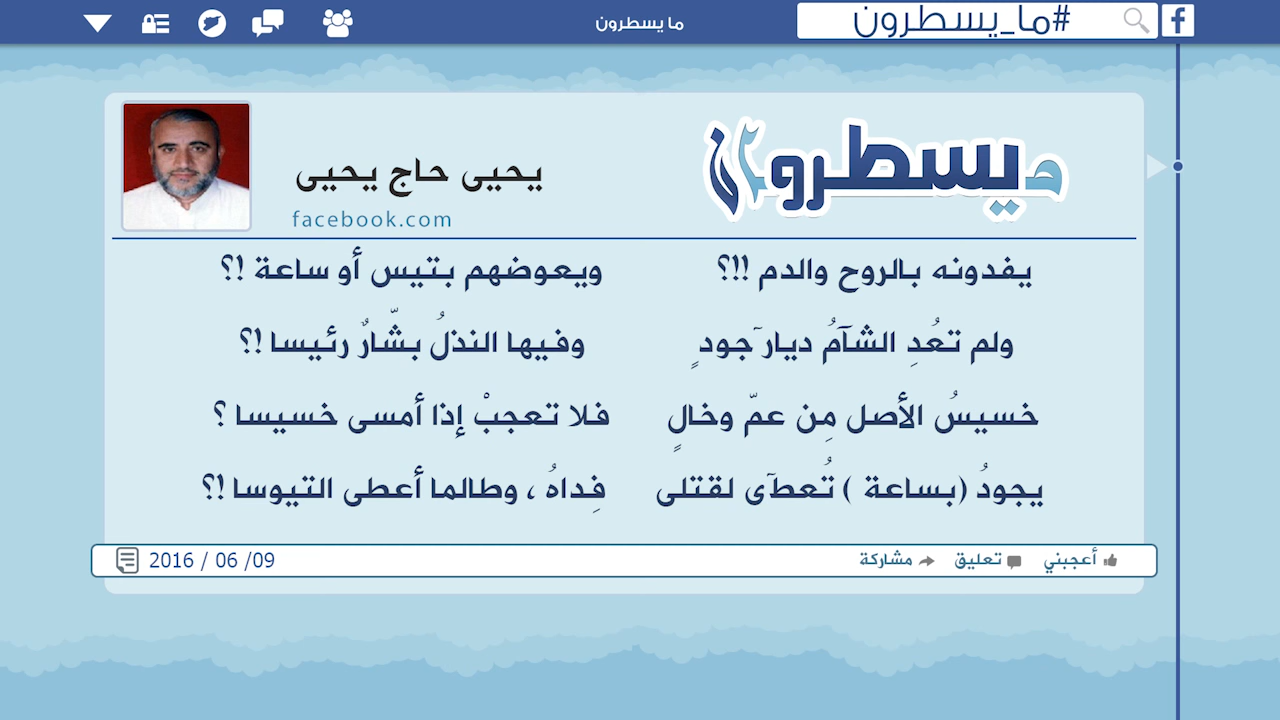 #ما_يسطرون
ما يسطرون
ما يسطرون
يحيى حاج يحيى
facebook.com
يفدونه بالروح والدم !!؟ ويعوضهم بتيس أو ساعة !؟
ولم تعُدِ الشآمُ ديارَ جودٍ وفيها النذلُ بشّارٌ رئيسا !؟
خسيسُ الأصل مِن عمّ وخالٍ فلا تعجبْ إذا أمسى خسيسا ؟
يجودُ (بساعة ) تُعطَى لقتلى فِداهُ ، وطالما أعطى التيوسا !؟
أعجبني تعليق مشاركة 2016 / 06 /09